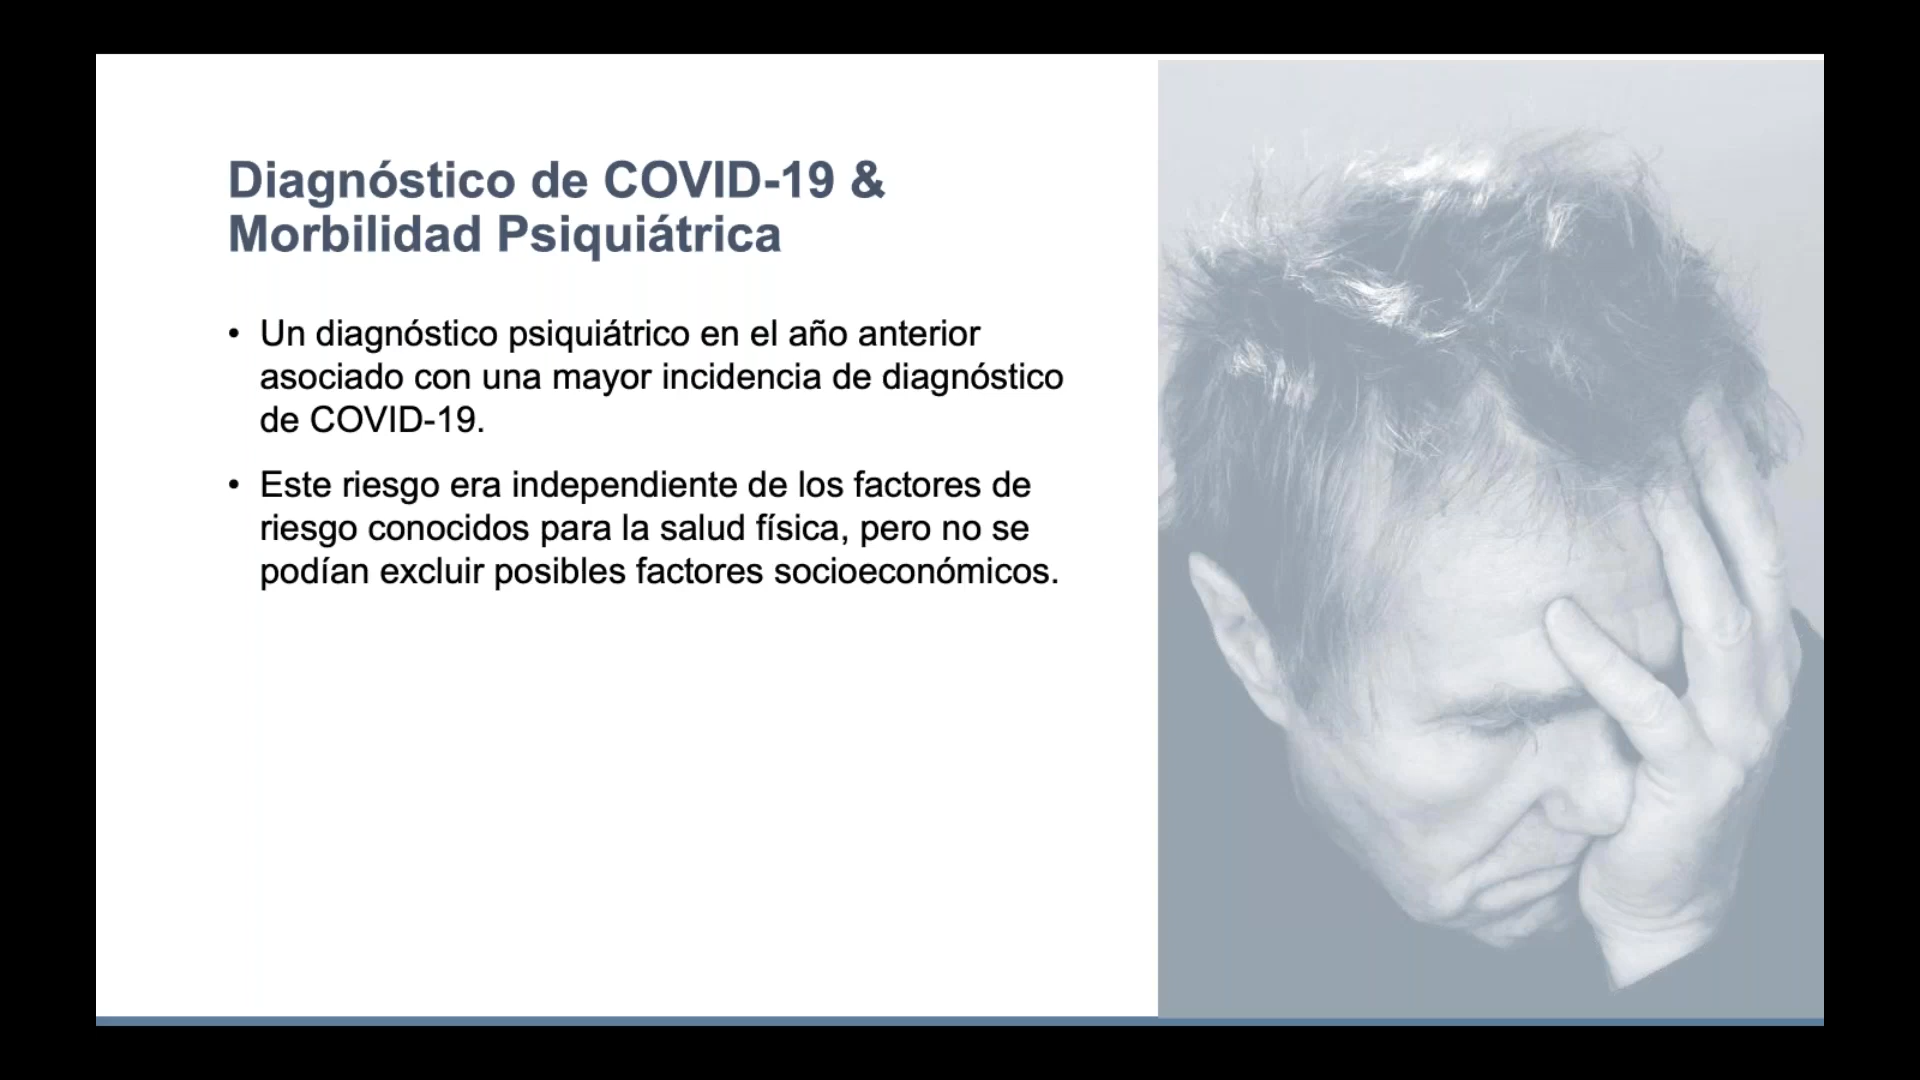 Diagnóstico de COVID-19 &
Morbilidad Psiquiátrica
• Un diagnóstico psiquiátrico en el año anterior
asociado con una mayor incidencia de diagnóstico
de COVID-19.
• Este riesgo era independiente de los factores de
riesgo conocidos para la salud física, pero no se
podían excluir posibles factores socioeconómicos.